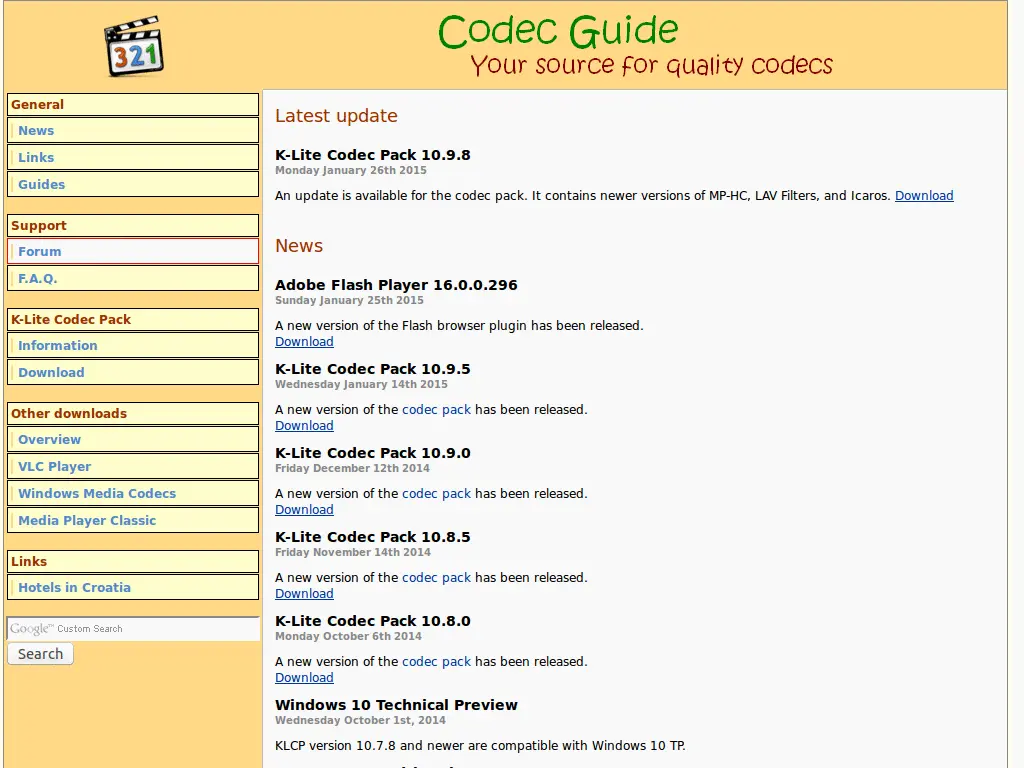 321
Codec Guide
Your source for quality codecs
General
News
Links
Guides
Support
Forum
F.A.Q.
K-Lite Codec Pack
Information
Download
Other downloads
Overview
VLC Player
Windows Media Codecs
Media Player Classic
Links
Hotels in Croatia
Google™ Custom Search
Search
Latest update
K-Lite Codec Pack 10.9.8
Monday January 26th 2015
An update is available for the codec pack. It contains newer versions of MP-HC, LAV Filters, and Icaros. Download
News
Adobe Flash Player 16.0.0.296
Sunday January 25th 2015
A new version of the Flash browser plugin has been released.
Download
K-Lite Codec Pack 10.9.5
Wednesday January 14th 2015
A new version of the codec pack has been released.
Download
K-Lite Codec Pack 10.9.0
Friday December 12th 2014
A new version of the codec pack has been released.
Download
K-Lite Codec Pack 10.8.5
Friday November 14th 2014
A new version of the codec pack has been released.
Download
K-Lite Codec Pack 10.8.0
Monday October 6th 2014
A new version of the codec pack has been released.
Download
Windows 10 Technical Preview
Wednesday October 1st, 2014
KLCP version 10.7.8 and newer are compatible with Windows 10 TP.